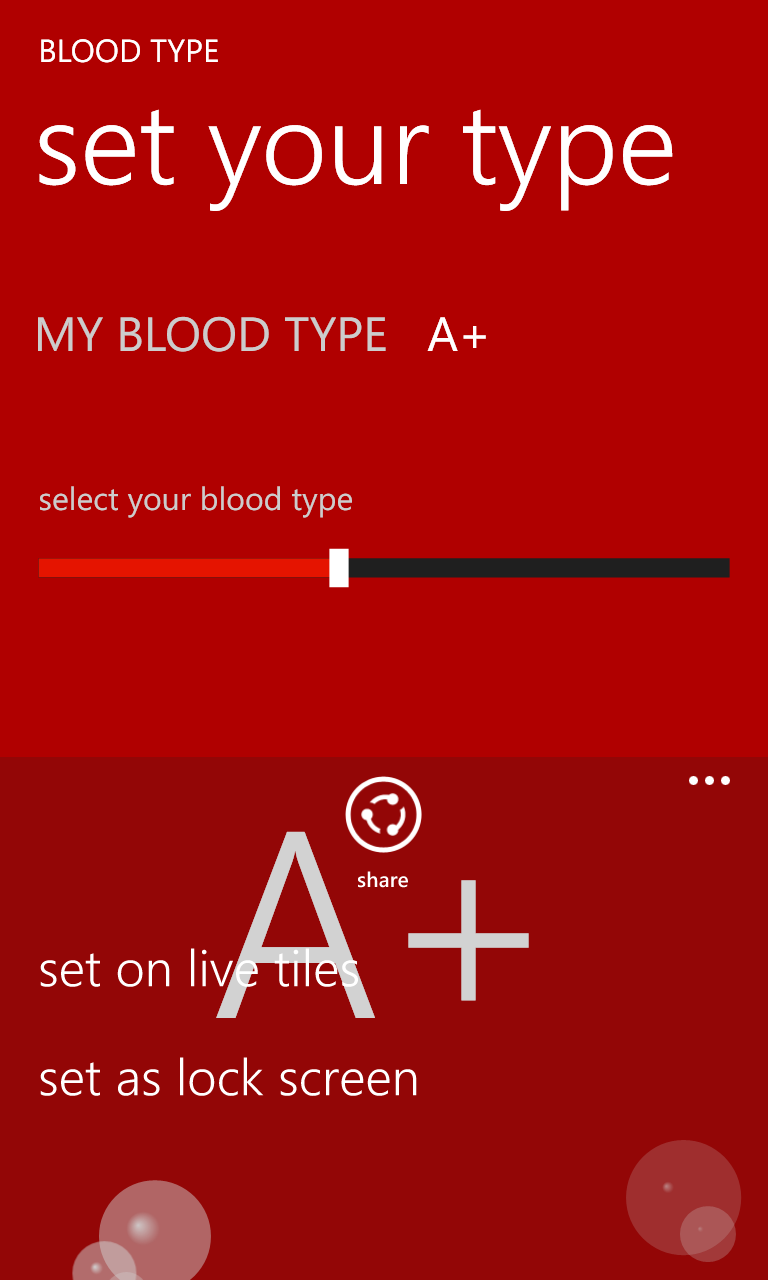 BLOOD TYPE
set your type
MY BLOOD TYPE A+
select your blood type
share
A+
set on live tiles
set as lock screen